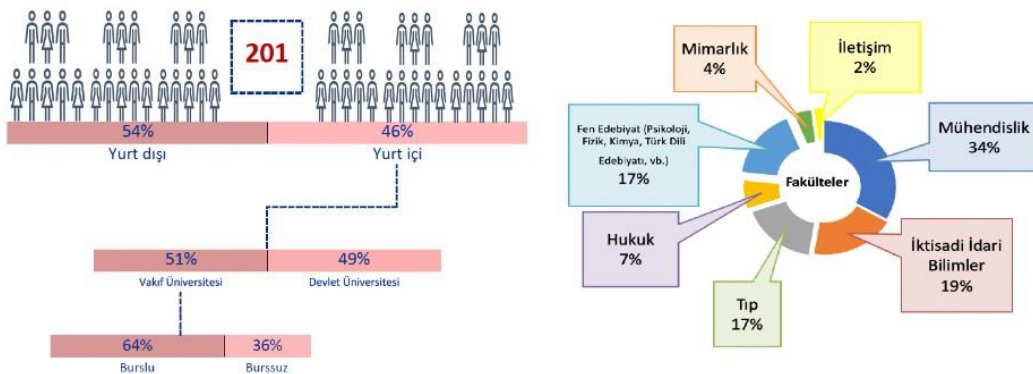 201
54%
46%
Yurt dışı
Yurt içi
51%
49%
Vakıf Üniversitesi
Devlet Üniversitesi
64%
36%
Burslu
Burssuz
Mimarlık
4%
İletişim
2%
Fen Edebiyat (Psikoloji,
Fizik, Kimya, Türk Dili
Edebiyatı, vb.)
17%
Mühendislik
34%
Fakülteler
Hukuk
7%
İktisadi İdari
Bilimler
19%
Tıp
17%